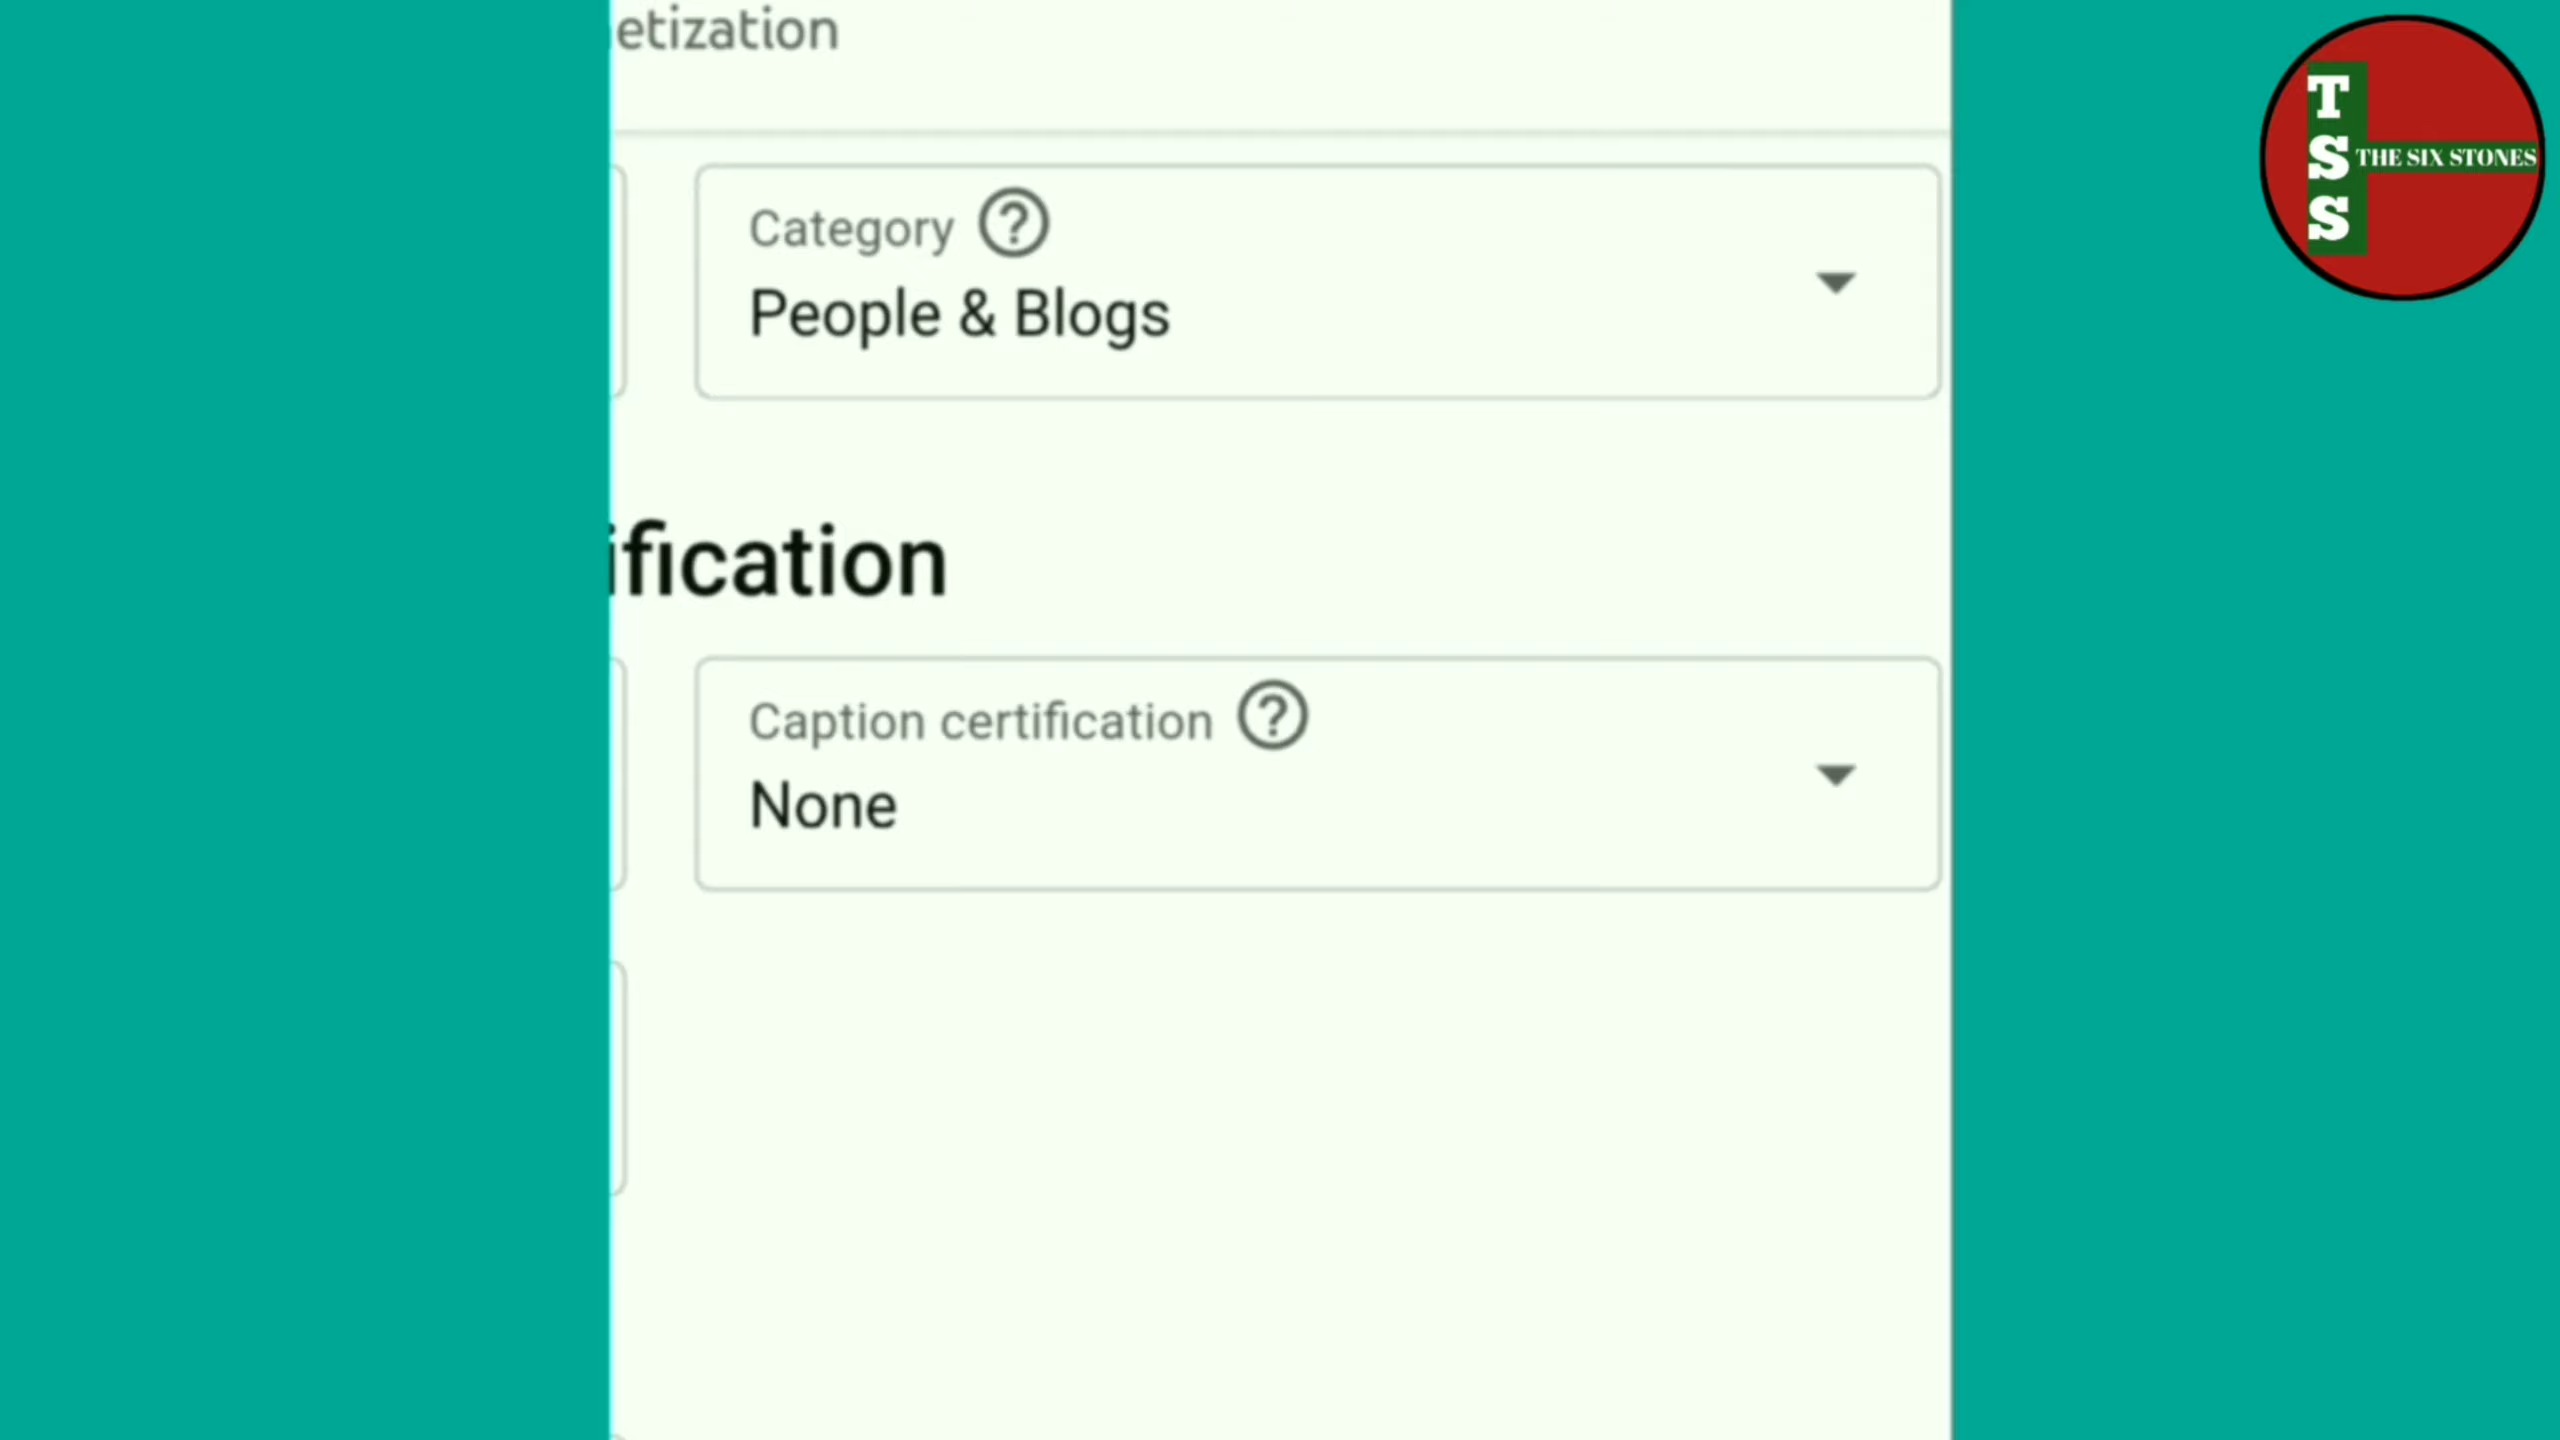 etization
Category
People & Blogs
ification
Caption certification
None
T
S
S
THE SIX STONES